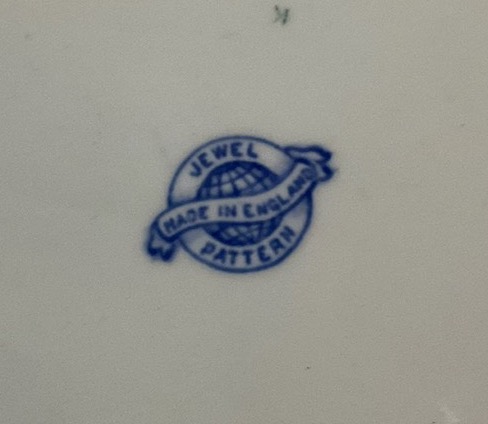 K
JEWEL
MADE IN ENGLAND
PATTERN